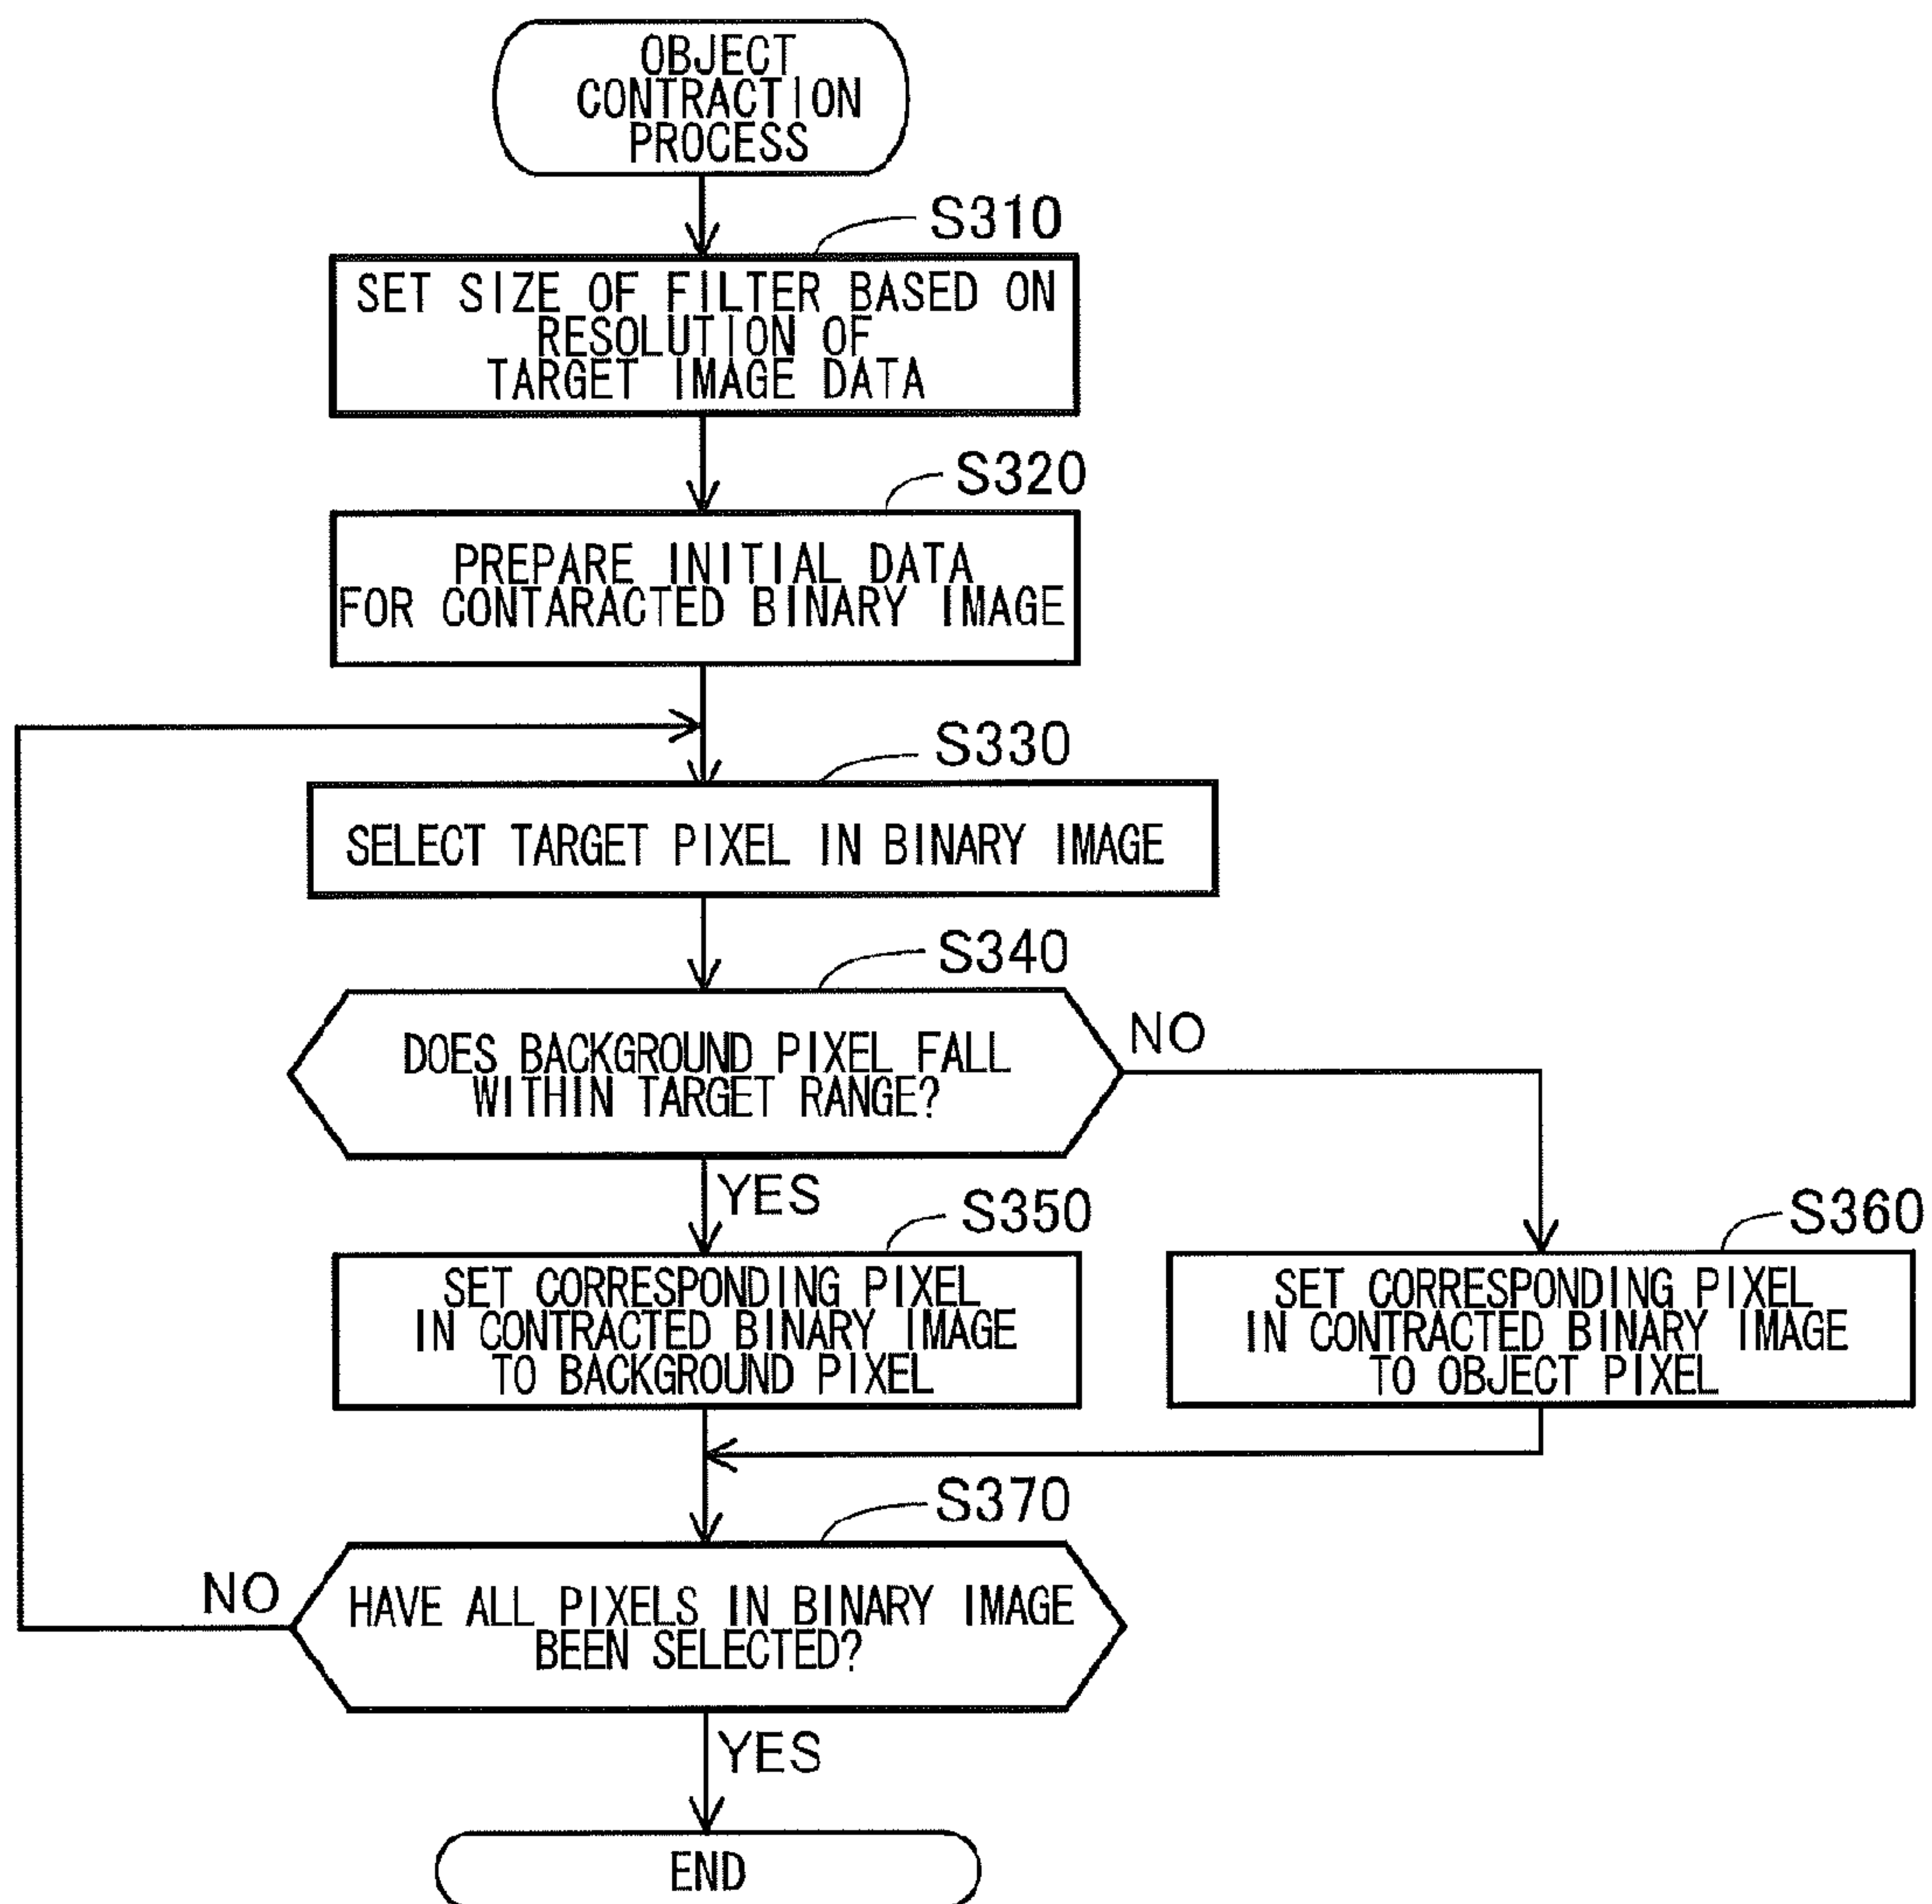 OBJECT
CONTRACTION
PROCESS
S310
SET SIZE OF FILTER BASED ON
RESOLUTION OF
TARGET IMAGE DATA
S320
PREPARE INITIAL DATA
FOR CONTARACTED BINARY IMAGE
S330
SELECT TARGET PIXEL IN BINARY IMAGE
S340
DOES BACKGROUND PIXEL FALL
WITHIN TARGET RANGE?
NO
YES
S350
SET CORRESPONDING PIXEL
IN CONTRACTED BINARY IMAGE
TO BACKGROUND PIXEL
S360
SET CORRESPONDING PIXEL
IN CONTRACTED BINARY IMAGE
TO OBJECT PIXEL
S370
NO
HAVE ALL PIXELS IN BINARY IMAGE
BEEN SELECTED?
YES
END